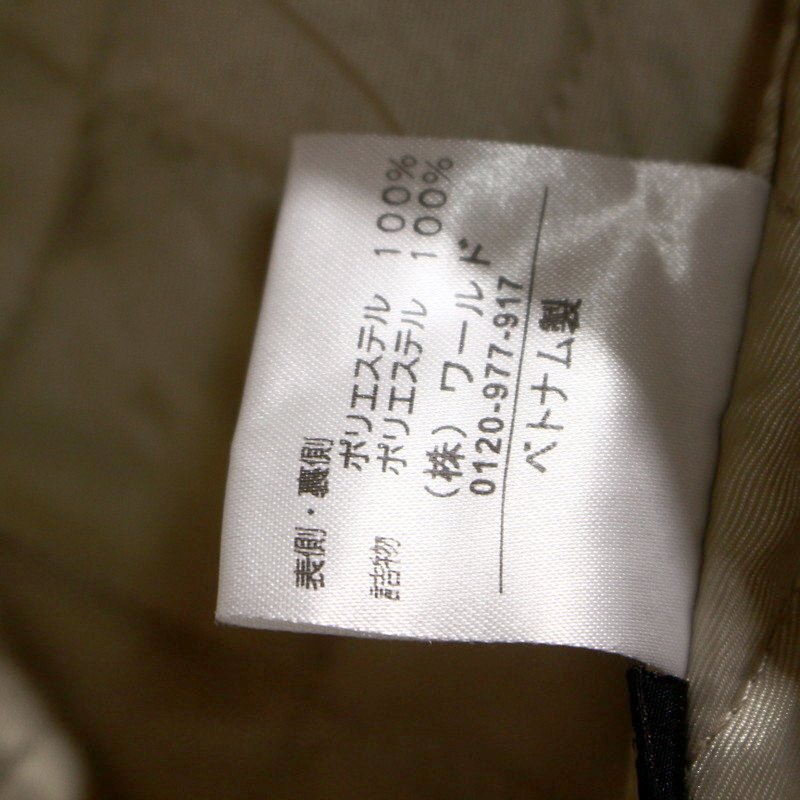 表側・裏側
ポリエステル 100%
詰物 ポリエステル 100%
(株) ワールド
0120-977-917
ベトナム製